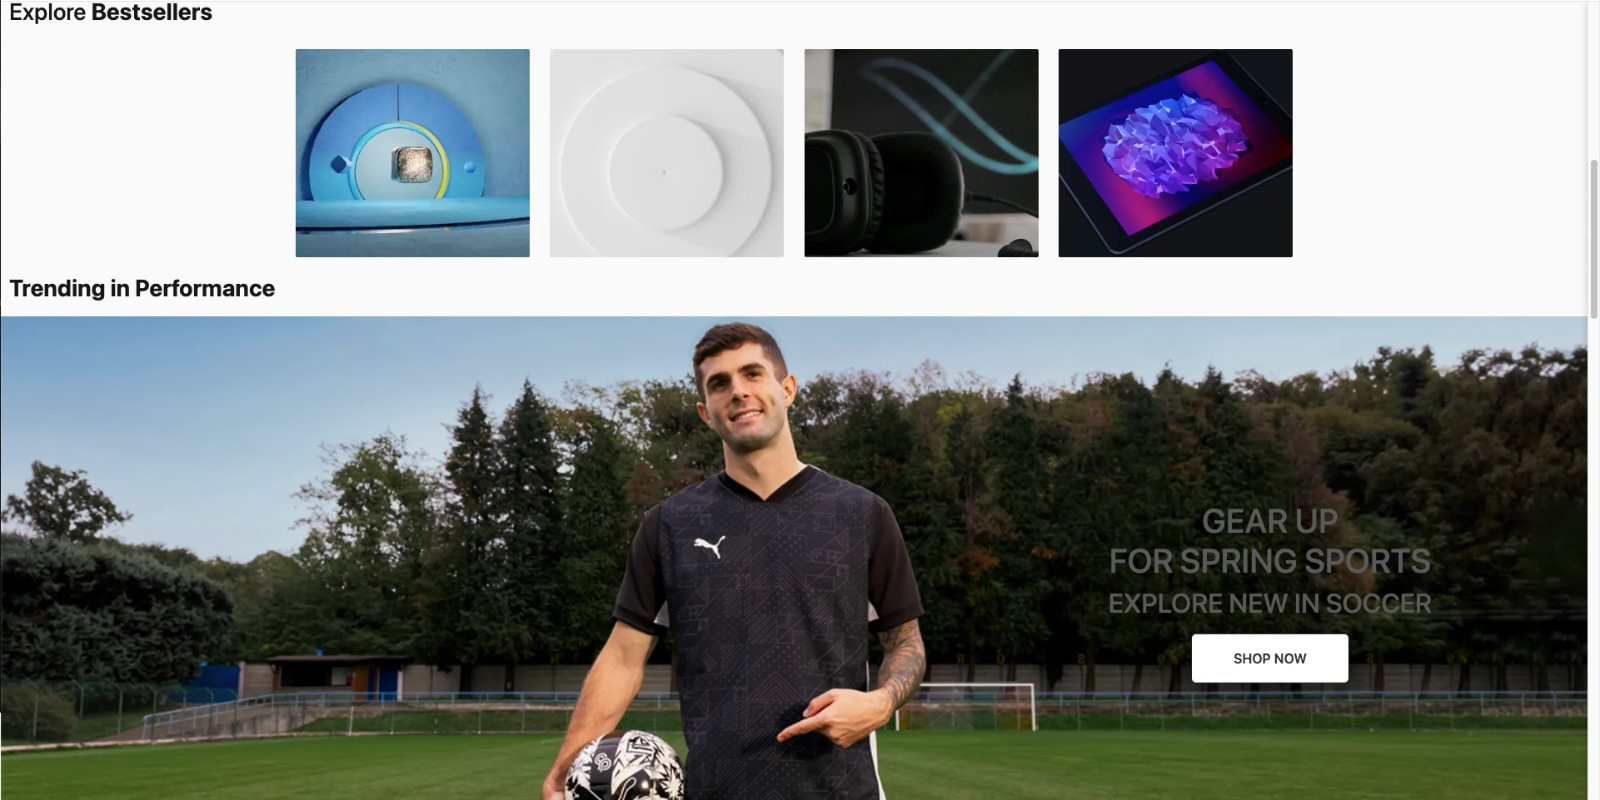 Explore Bestsellers
Trending in Performance
GEAR UP
FOR SPRING SPORTS
EXPLORE NEW IN SOCCER
SHOP NOW